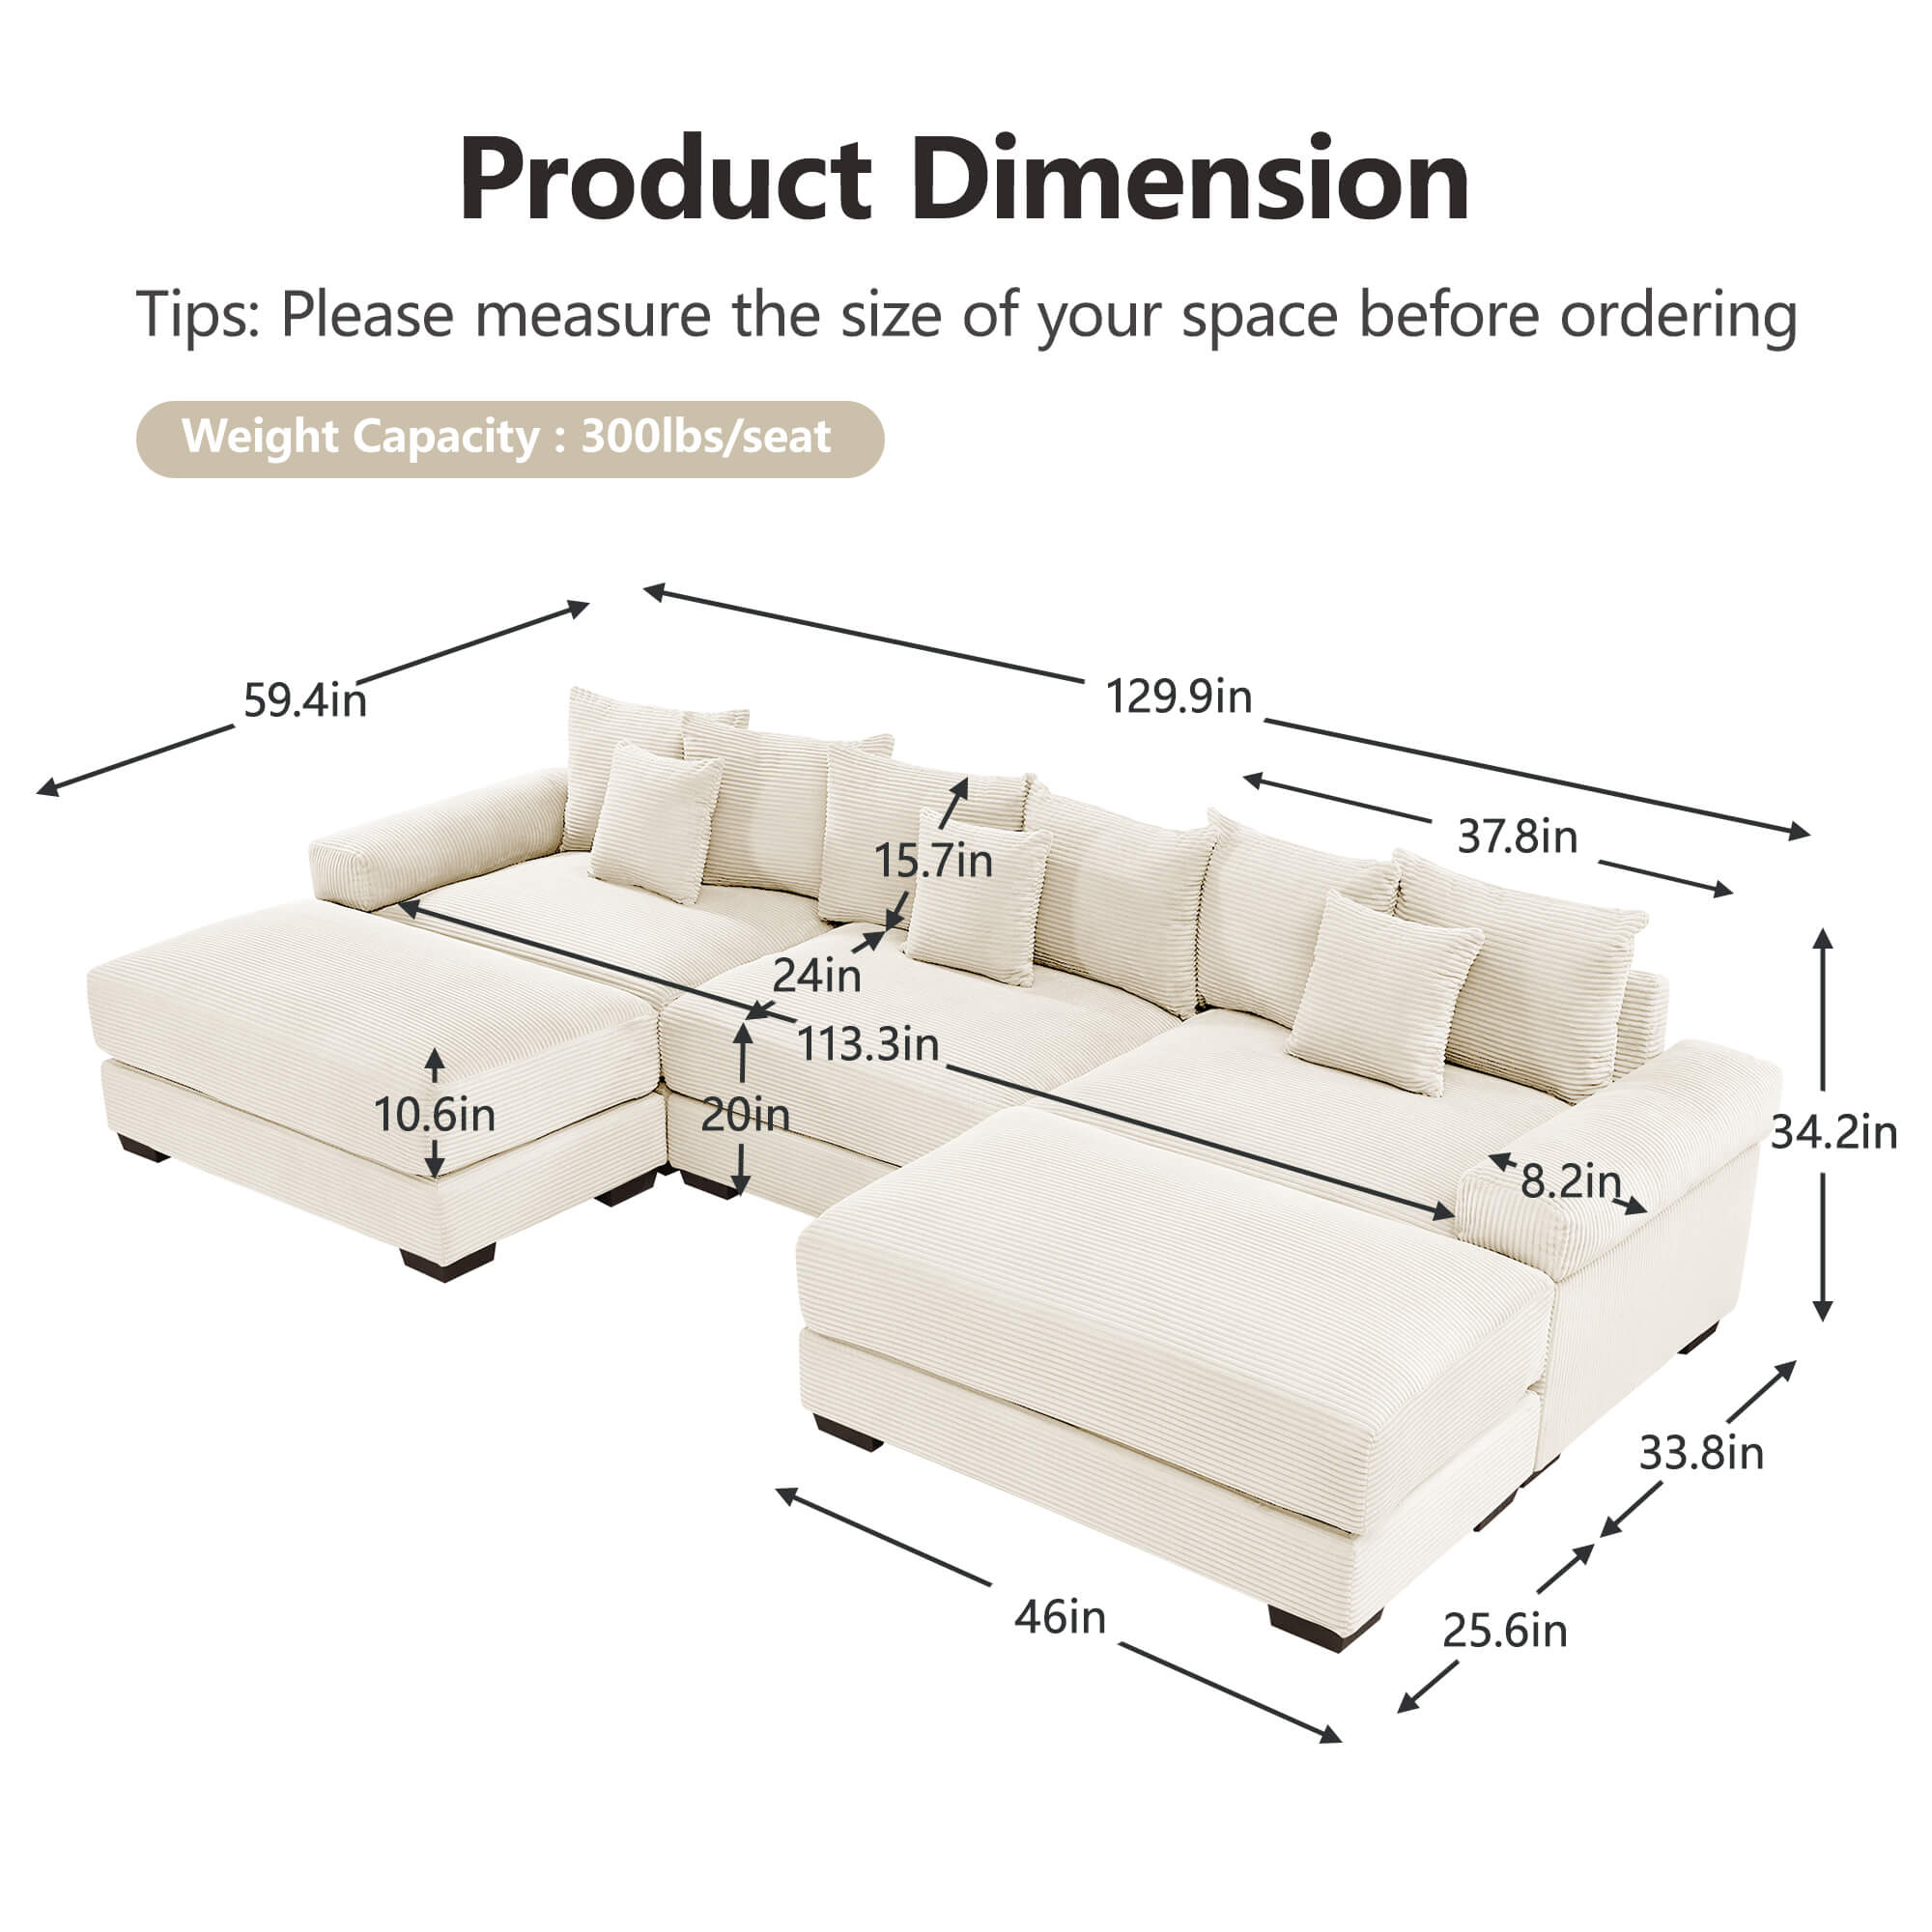 Product Dimension
Tips: Please measure the size of your space before ordering
Weight Capacity : 300lbs/seat
59.4in
129.9in
37.8in
15.7in
24in
113.3in
10.6in
20in
34.2in
8.2in
33.8in
46in
25.6in